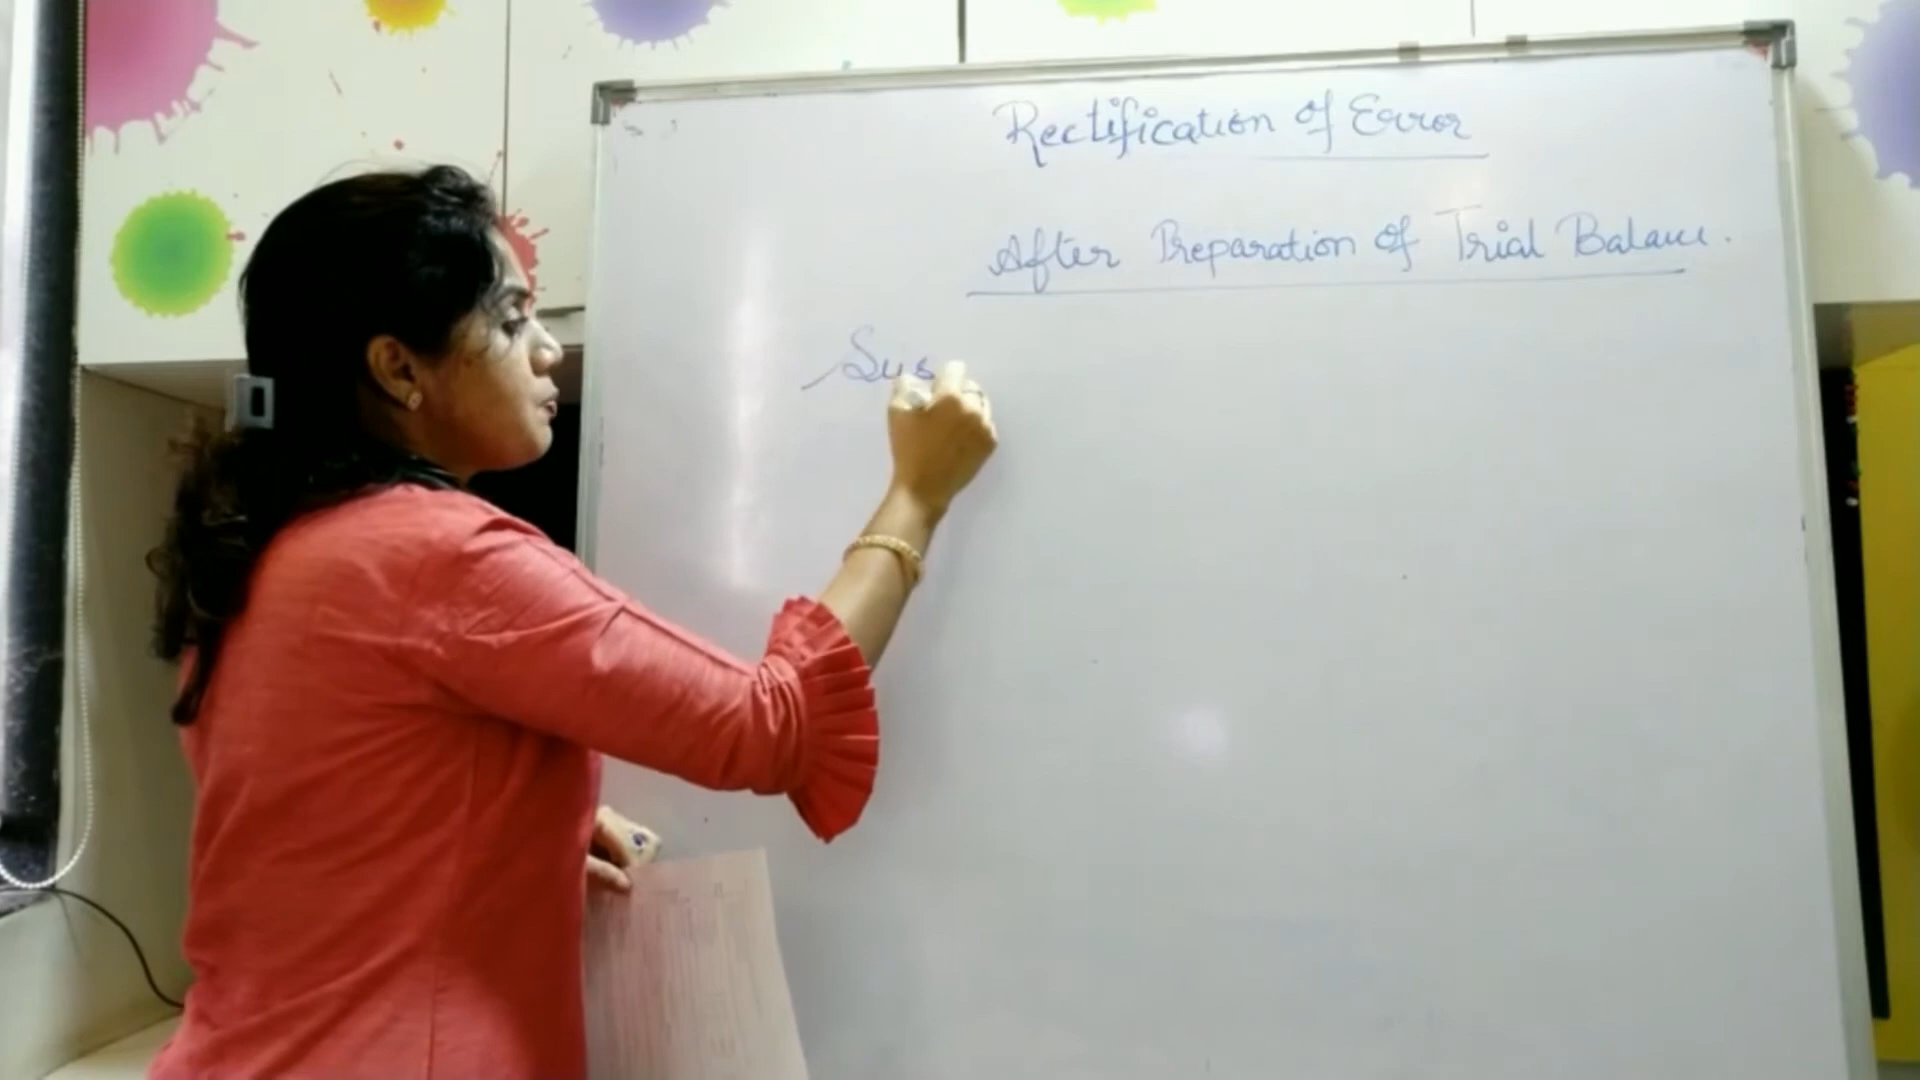 Rectification of Error
After Preparation of Trial Balance.
Sus